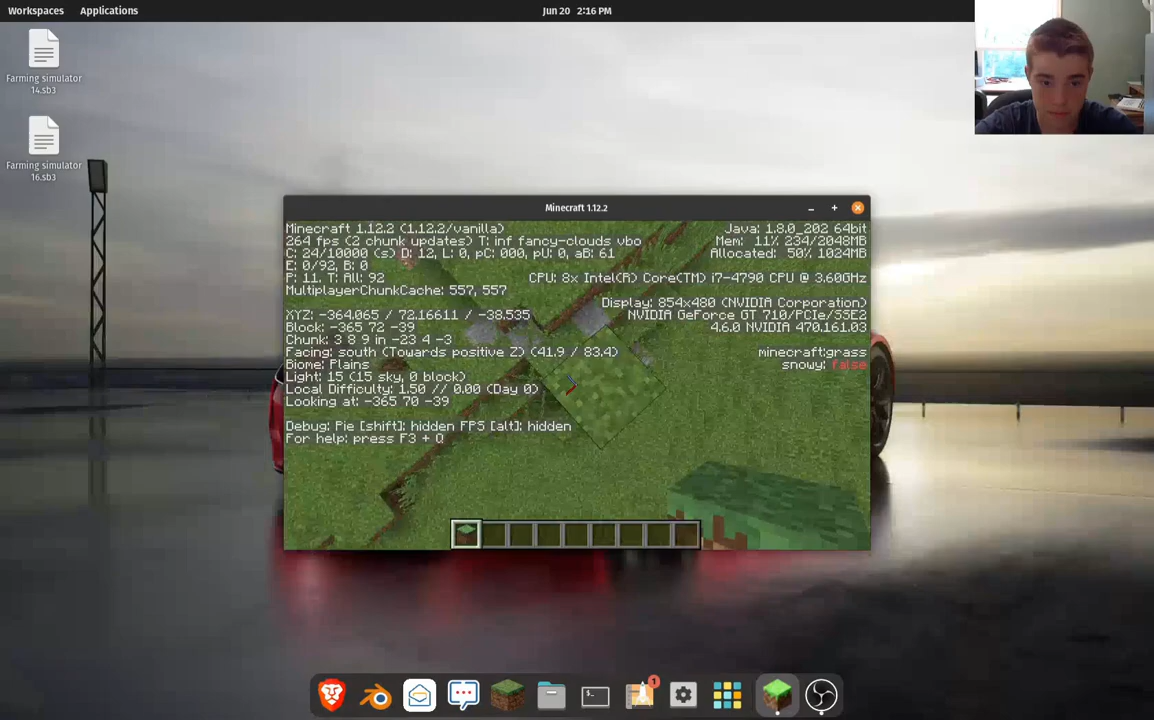 Workspaces Applications Jun 20 2:16 PM
Farming simulator
14.sb3
Farming simulator
16.sb3
Minecraft 1.12.2
Minecraft 1.12.2 (1.12.2/vanilla)
264 fps (2 chunk updates) T: inf fancy-clouds vbo
C: 24/10000 (s) D: 12, L: 0, pC: 000, pU: 0, aB: 61
E: 0/92, B: 0
P: 11. T: All: 92
MultiplayerChunkCache: 557, 557
XYZ: -364.065 / 72.16611 / -38.535
Block: -365 72 -39
Chunk: 3 8 9 in -23 4 -3
Facing: south (Towards positive Z) (41.9 / 83.4)
Biome: Plains
Light: 15 (15 sky, 0 block)
Local Difficulty: 1.50 // 0.00 (Day 0)
Looking at: -365 70 -39
Debug: Pie [shift]: hidden FPS [alt]: hidden
For help: press F3 + Q
Java: 1.8.0_202 64bit
Mem: 11% 234/2048MB
Allocated: 50% 1024MB
CPU: 8x Intel(R) Core(TM) i7-4790 CPU @ 3.60GHz
Display: 854x480 (NVIDIA Corporation)
NVIDIA GeForce GT 710/PCIe/SSE2
4.6.0 NVIDIA 470.161.03
minecraft:grass
snowy: false
1